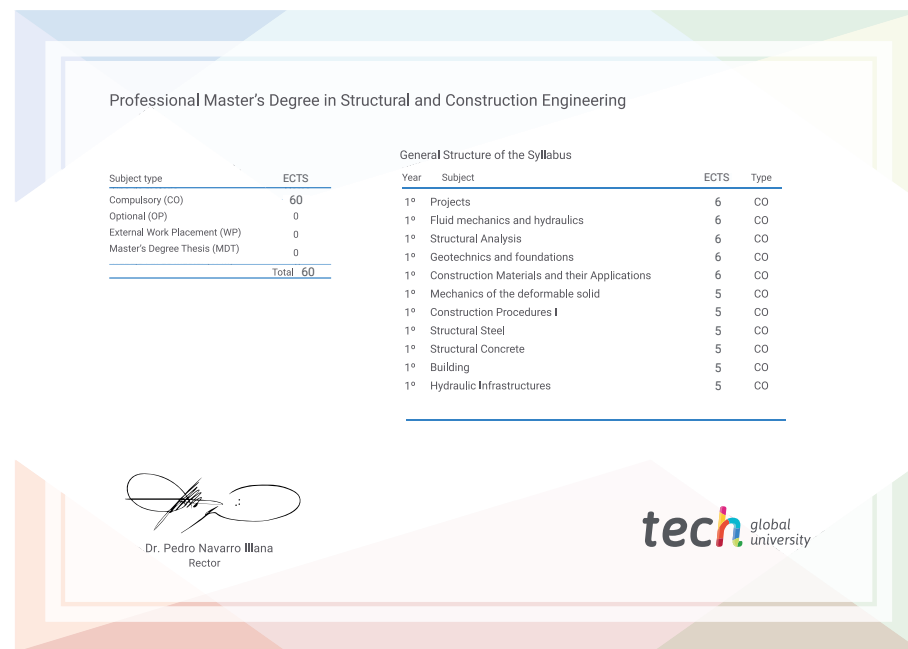 Professional Master's Degree in Structural and Construction Engineering
Subject type ECTS
Compulsory (CO) 60
Optional (OP) 0
External Work Placement (WP) 0
Master's Degree Thesis (MDT) 0
Total 60
General Structure of the Syllabus
Year Subject ECTS Type
1º Projects 6 CO
1º Fluid mechanics and hydraulics 6 CO
1º Structural Analysis 6 CO
1º Geotechnics and foundations 6 CO
1º Construction Materials and their Applications 6 CO
1º Mechanics of the deformable solid 5 CO
1º Construction Procedures I 5 CO
1º Structural Steel 5 CO
1º Structural Concrete 5 CO
1º Building 5 CO
1º Hydraulic Infrastructures 5 CO
Dr. Pedro Navarro Illana
Rector
tech global
university